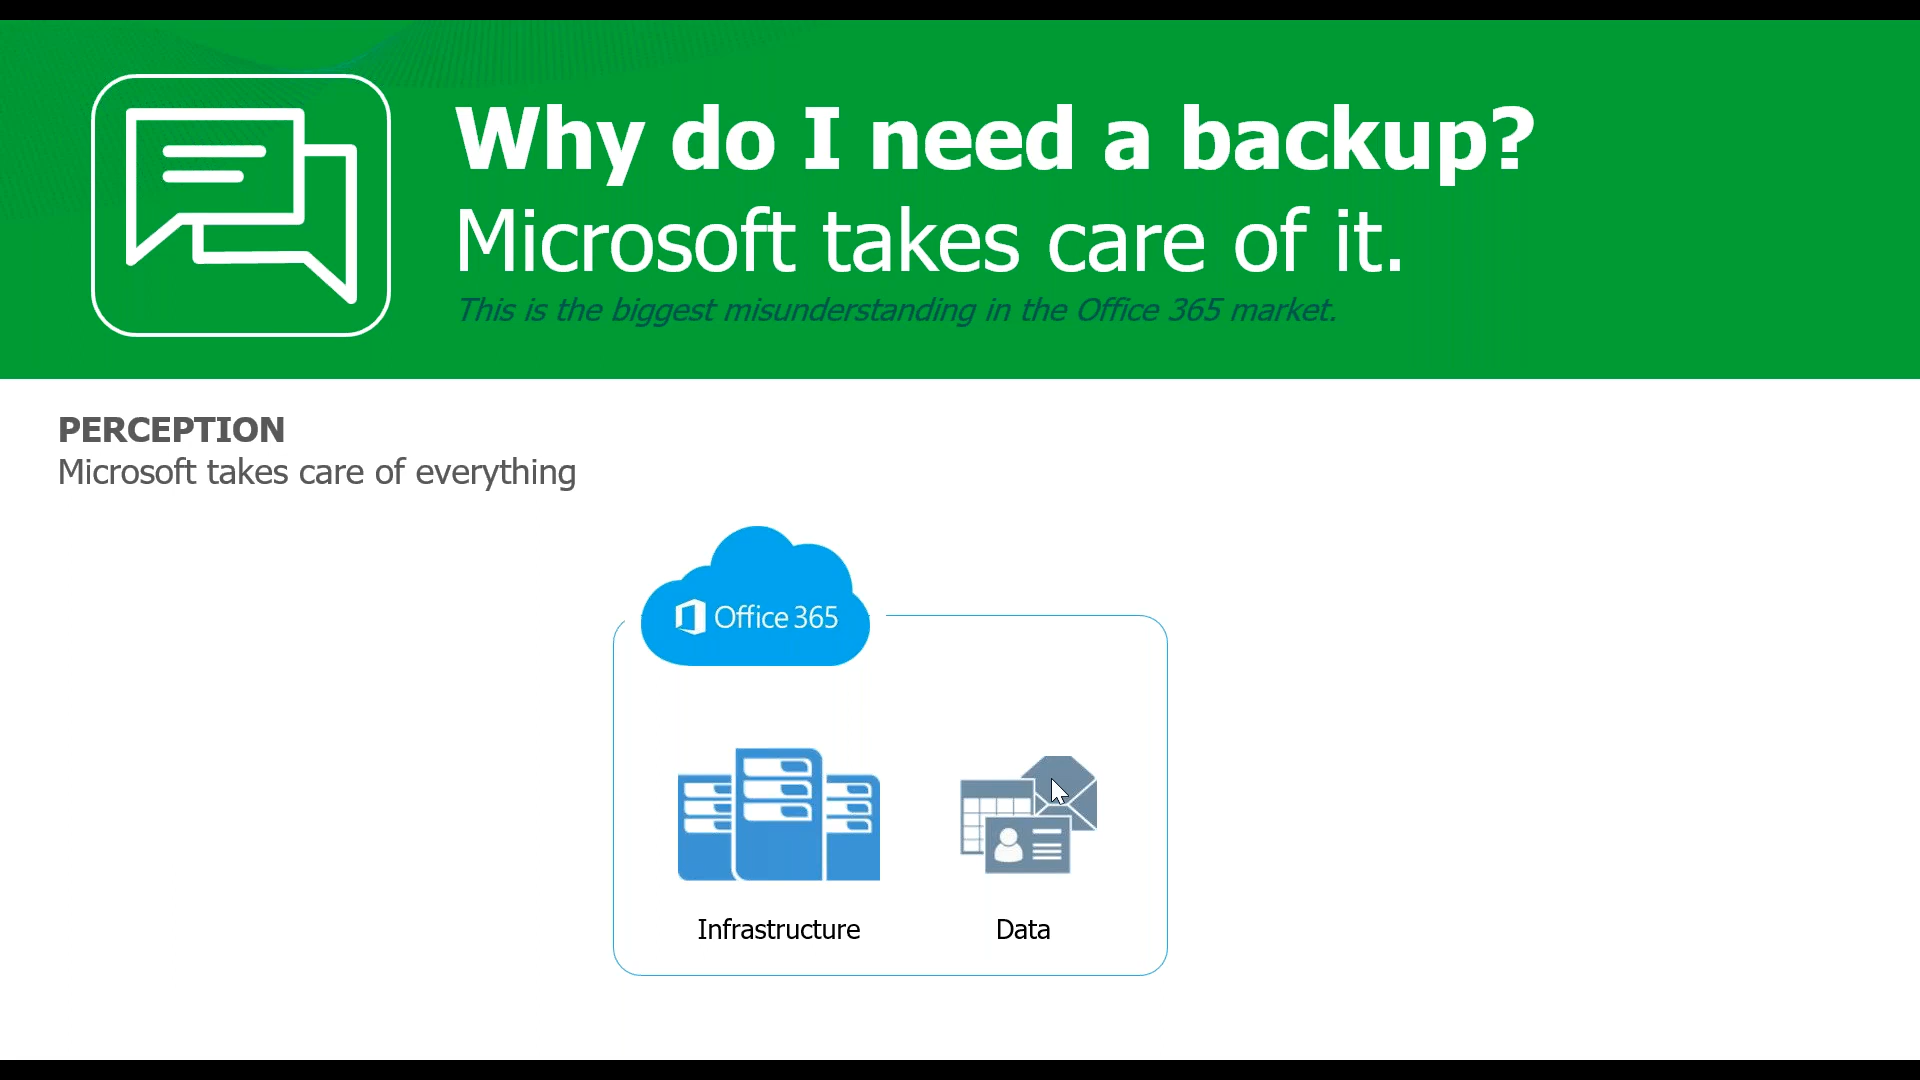 Why do I need a backup?
Microsoft takes care of it.
This is the biggest misunderstanding in the Office 365 market.
PERCEPTION
Microsoft takes care of everything
Office 365
Infrastructure
Data